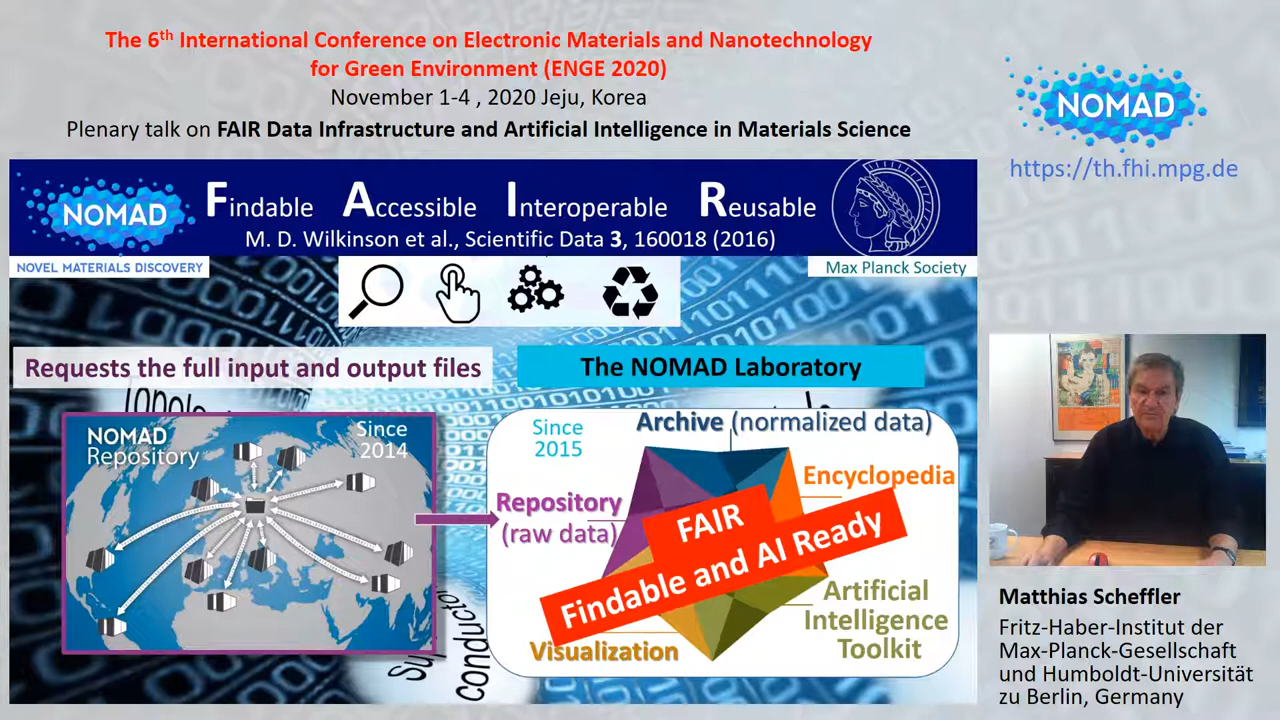 The 6th International Conference on Electronic Materials and Nanotechnology
for Green Environment (ENGE 2020)
November 1-4 , 2020 Jeju, Korea
Plenary talk on FAIR Data Infrastructure and Artificial Intelligence in Materials Science
NOMAD
https://th.fhi.mpg.de
NOMAD
Findable Accessible Interoperable Reusable
M. D. Wilkinson et al., Scientific Data 3, 160018 (2016)
NOVEL MATERIALS DISCOVERY
Max Planck Society
Requests the full input and output files
The NOMAD Laboratory
NOMAD
Repository
Since
2014
Since
2015
Archive (normalized data)
Encyclopedia
Repository
(raw data)
FAIR
Findable and AI Ready
Artificial
Intelligence
Toolkit
Visualization
Matthias Scheffler
Fritz-Haber-Institut der
Max-Planck-Gesellschaft
und Humboldt-Universität
zu Berlin, Germany